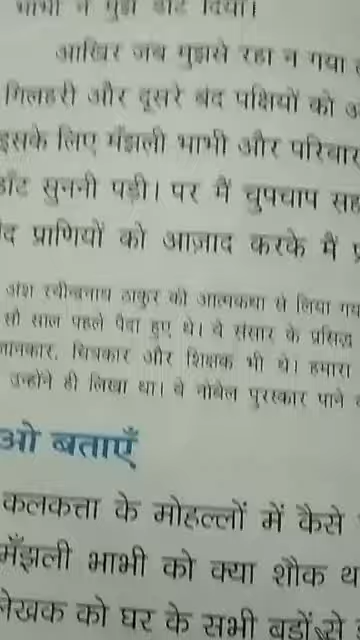 भाभी ने मुझे डाँट दिया।
आखिर जब मुझसे रहा न गया
गिलहरी और दूसरे बंद पक्षियों को
इसके लिए मँझली भाभी और परिवार
डाँट सुननी पड़ी। पर मैं चुपचाप सह
प्राणियों को आज़ाद करके मैं
अंश रवीन्द्रनाथ ठाकुर की आत्मकथा से लिया गया
सौ साल पहले पैदा हुए थे। वे संसार के प्रसिद्ध
जानकार, चित्रकार और शिक्षक भी थे। हमारा
उन्होंने ही लिखा था। वे नोबेल पुरस्कार पाने
ओ बताएँ
कलकत्ता के मोहल्लों में कैसे
मँझली भाभी को क्या शौक था
लेखक को घर के सभी बड़ों से